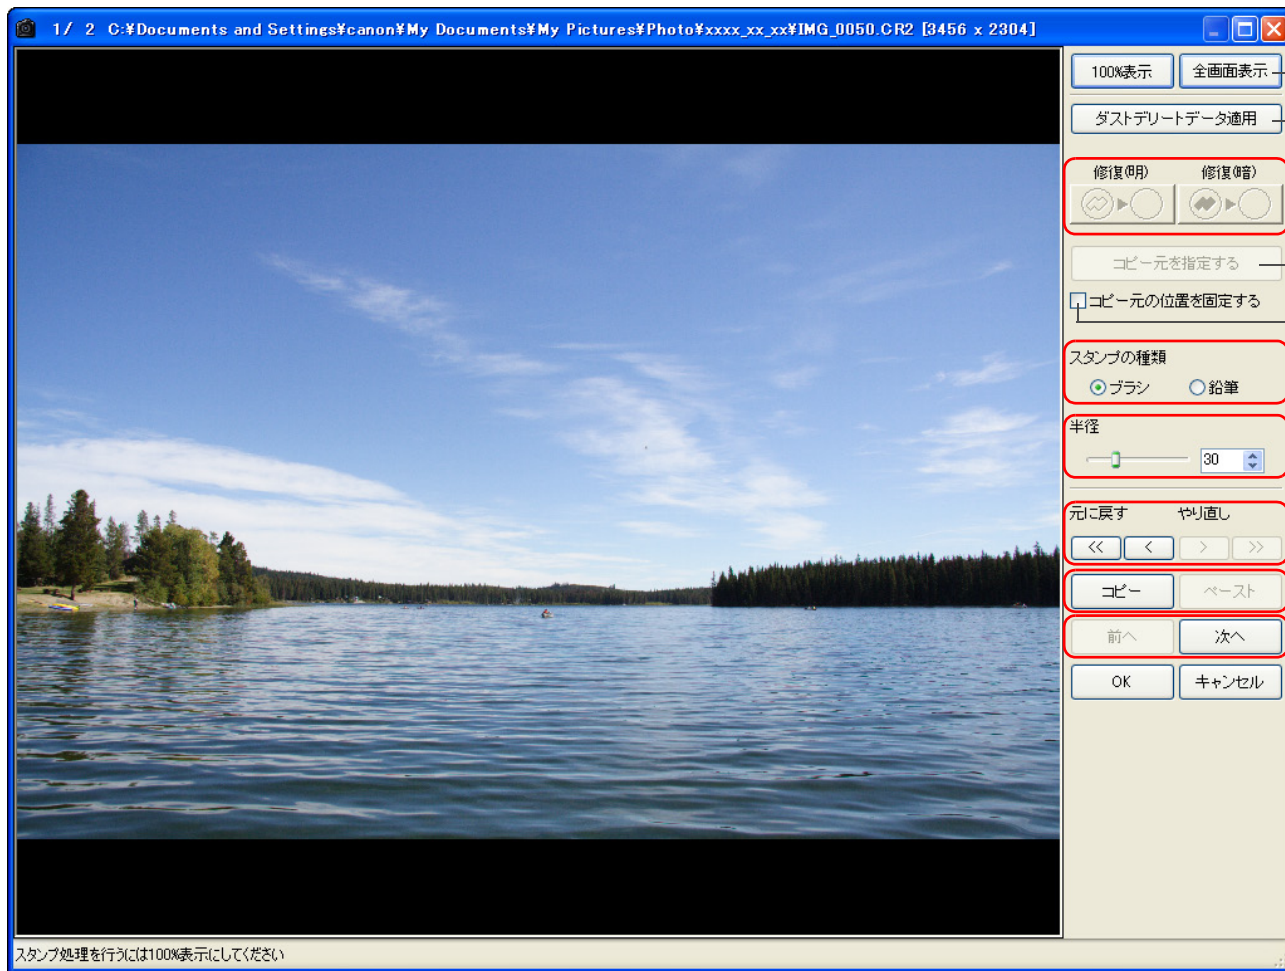 1/ 2 C:¥Documents and Settings¥canon¥My Documents¥My Pictures¥Photo¥xxxx_xx_xx¥IMG_0050.CR2 [3456 x 2304]
100%表示 全画面表示
ダストデリートデータ適用
修復(明) 修復(暗)
コピー元を指定する
コピー元の位置を固定する
スタンプの種類
ブラシ 鉛筆
半径
30
元に戻す やり直し
<< < > >>
コピー ペースト
前へ 次へ
OK キャンセル
スタンプ処理を行うには100%表示にしてください